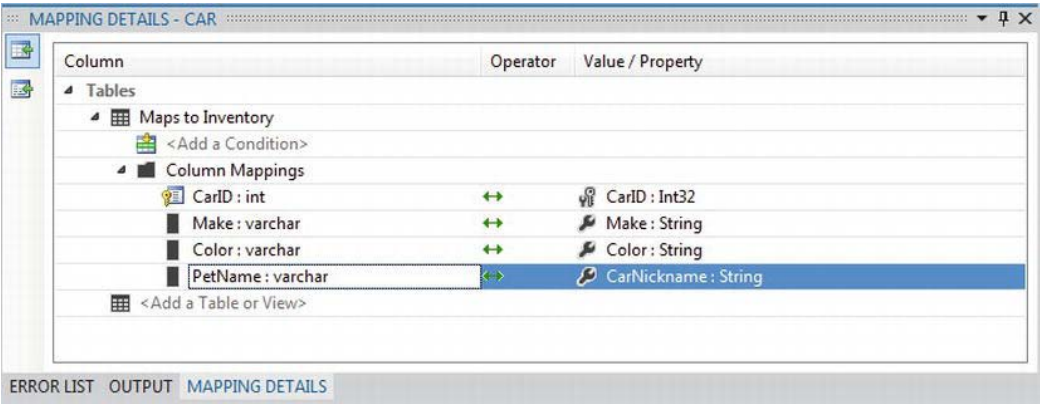 MAPPING DETAILS - CAR
Column Operator Value / Property
Tables
Maps to Inventory
<Add a Condition>
Column Mappings
CarID : int CarID : Int32
Make : varchar Make : String
Color : varchar Color : String
PetName : varchar CarNickname : String
<Add a Table or View>
ERROR LIST OUTPUT MAPPING DETAILS